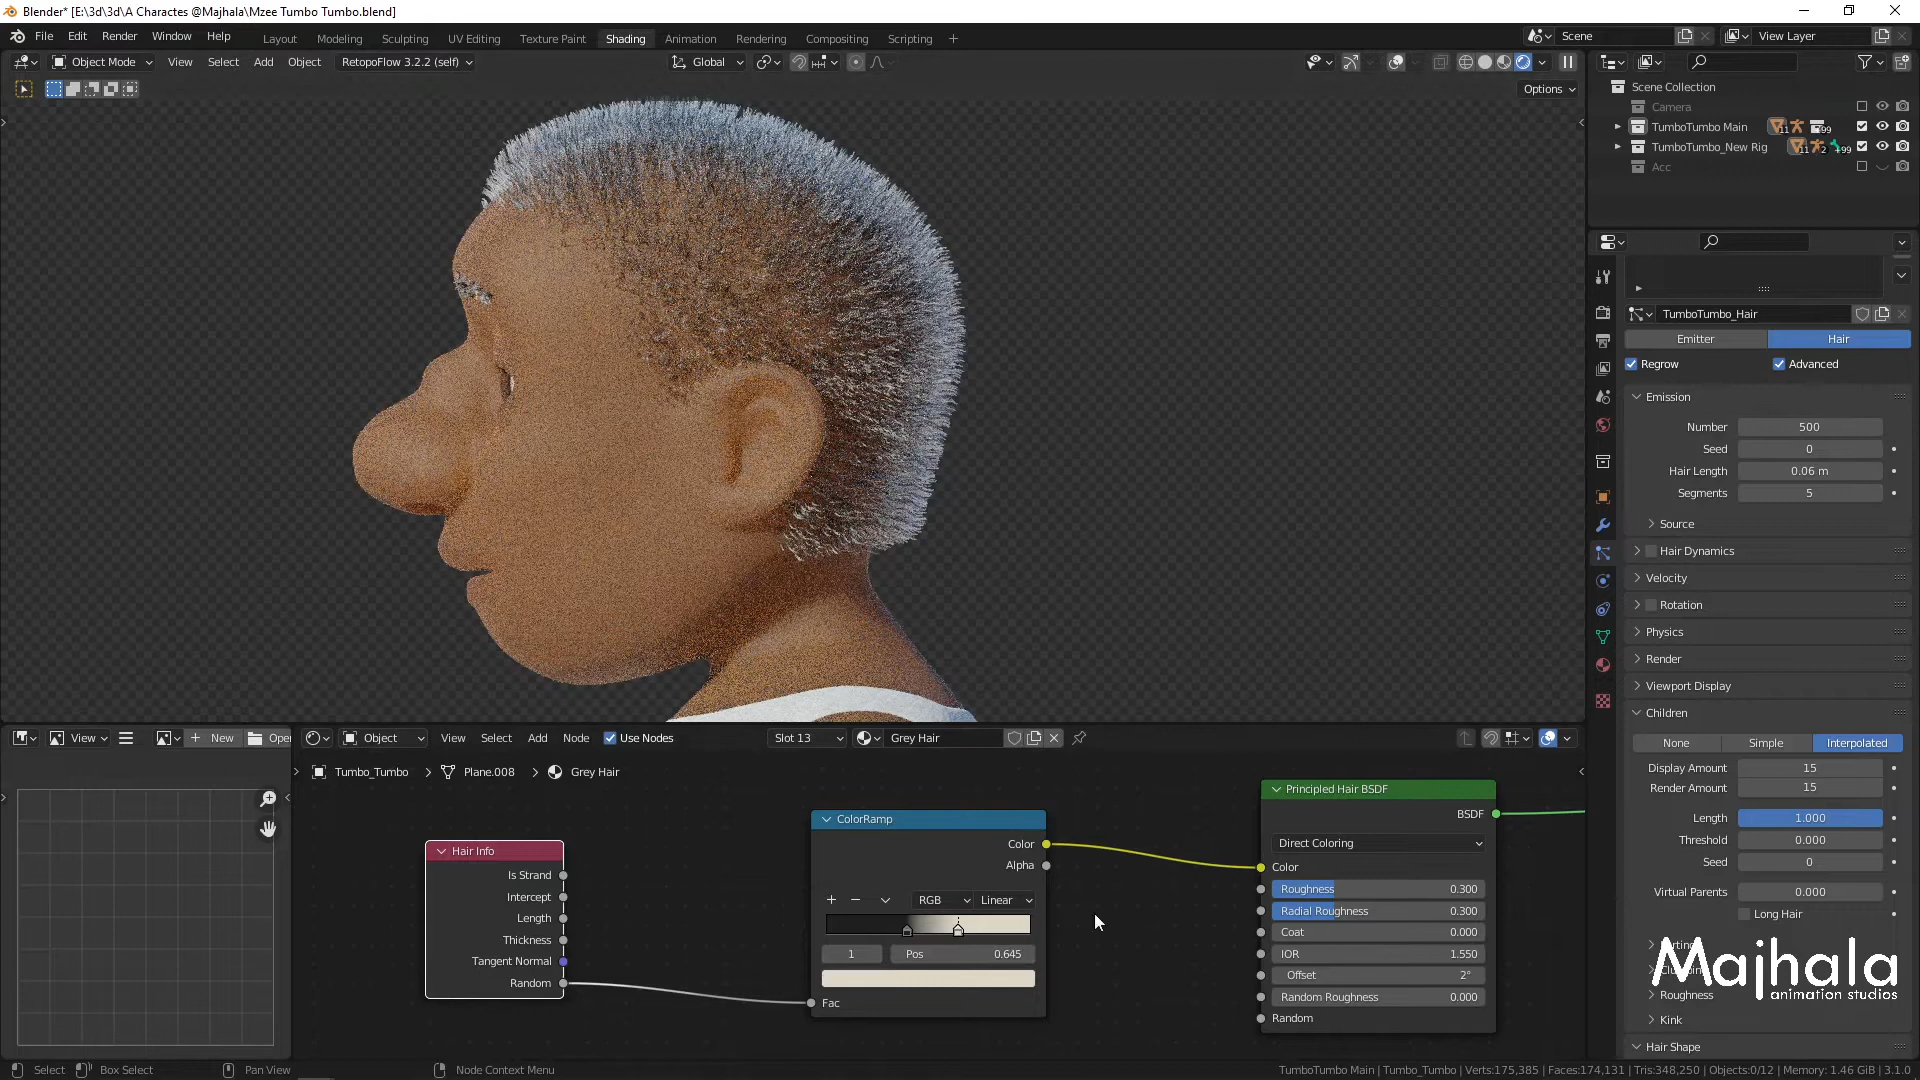 Blender* [E:\3d\3d\A Charactes @Majhala\Mzee Tumbo Tumbo.blend]
File Edit Render Window Help
Layout Modeling Sculpting UV Editing Texture Paint Shading Animation Rendering Compositing Scripting +
Scene
View Layer
Object Mode View Select Add Object RetopoFlow 3.2.2 (self)
Global
Options
Scene Collection
Camera
TumboTumbo Main 11 99
TumboTumbo_New Rig 11 2 +99
Acc
TumboTumbo_Hair
Emitter Hair
Regrow Advanced
Emission
Number 500
Seed 0
Hair Length 0.06 m
Segments 5
Source
Hair Dynamics
Velocity
Rotation
Physics
Render
Viewport Display
Children
None Simple Interpolated
Display Amount 15
Render Amount 15
Length 1.000
Threshold 0.000
Seed 0
Virtual Parents 0.000
Long Hair
Roughness
Kink
Hair Shape
Majhala
animation studios
View
New
Open
Object View Select Add Node Use Nodes Slot 13 Grey Hair
Tumbo_Tumbo > Plane.008 > Grey Hair
Hair Info
Is Strand
Intercept
Length
Thickness
Tangent Normal
Random
ColorRamp
Color
Alpha
RGB Linear
1 Pos 0.645
Fac
Principled Hair BSDF
BSDF
Direct Coloring
Color
Roughness 0.300
Radial Roughness 0.300
Coat 0.000
IOR 1.550
Offset 2°
Random Roughness 0.000
Random
Select Box Select Pan View Node Context Menu
TumboTumbo Main | Tumbo_Tumbo | Verts:175,385 | Faces:174,131 | Tris:348,250 | Objects:0/12 | Memory: 1.46 GiB | 3.1.0